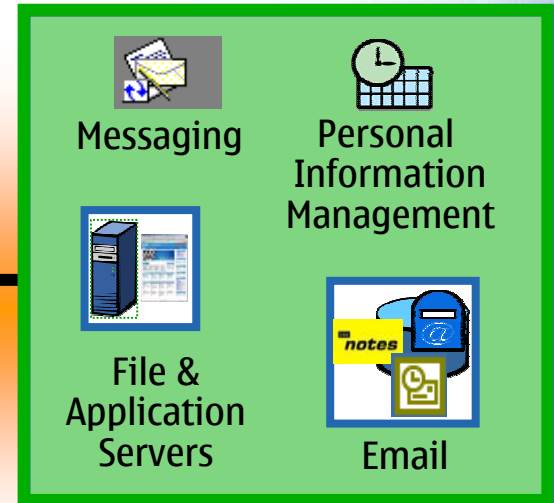 Messaging
Personal
Information
Management
File &
Application
Servers
notes
@
Email